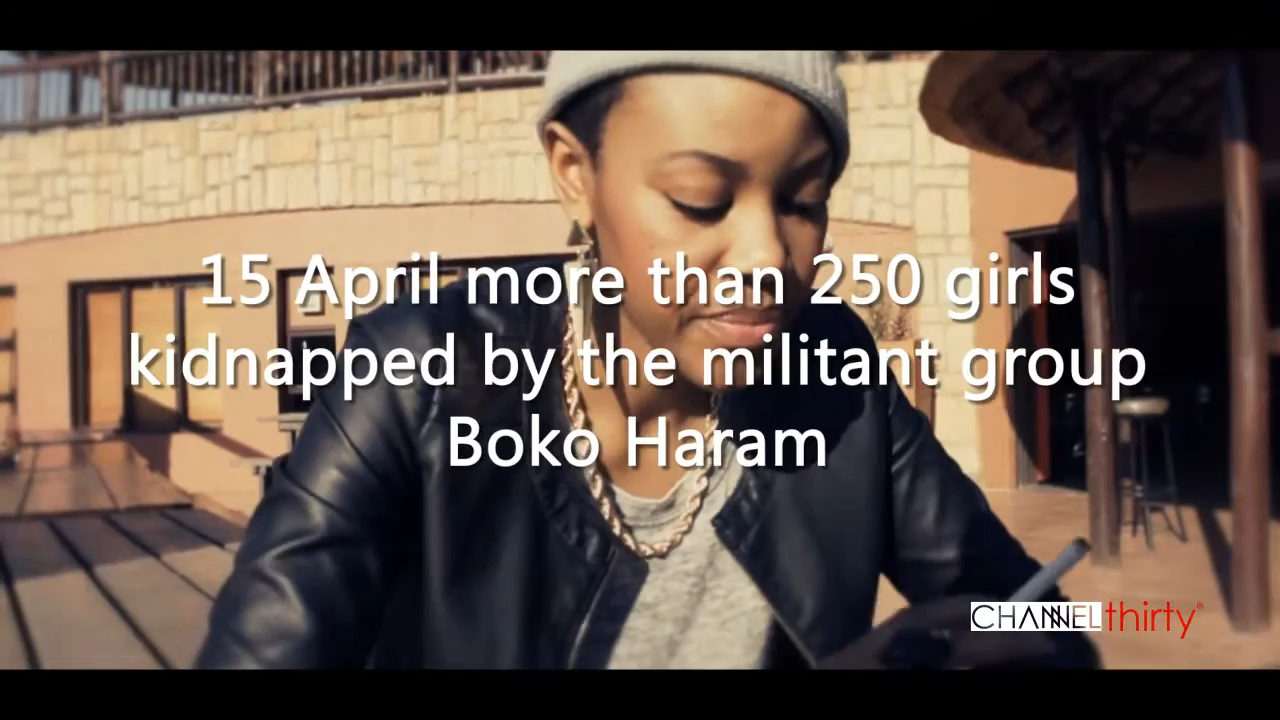 15 April more than 250 girls
kidnapped by the militant group
Boko Haram
CHANNELthirty®